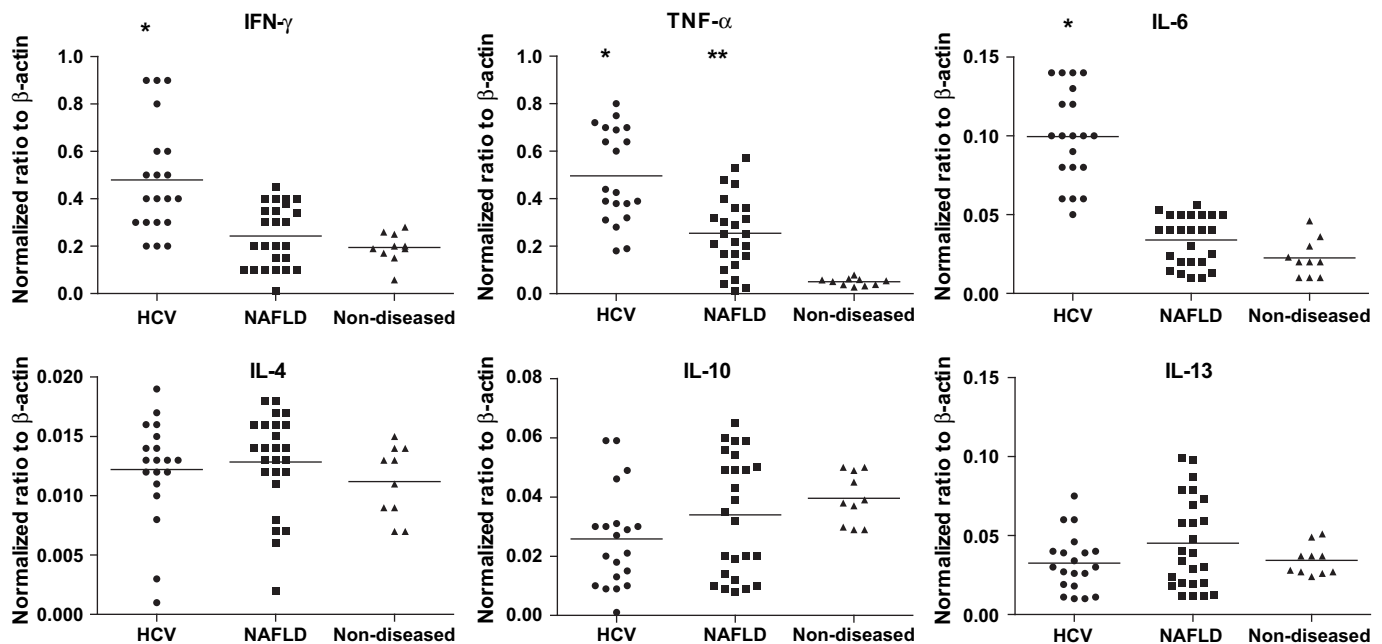 IFN-γ
*
Normalized ratio to β-actin
1.0
0.8
0.6
0.4
0.2
0.0
HCV
NAFLD
Non-diseased
TNF-α
* **
Normalized ratio to β-actin
1.0
0.8
0.6
0.4
0.2
0.0
HCV
NAFLD
Non-diseased
IL-6
*
Normalized ratio to β-actin
0.15
0.10
0.05
0.00
HCV
NAFLD
Non-diseased
IL-4
Normalized ratio to β-actin
0.020
0.015
0.010
0.005
0.000
HCV
NAFLD
Non-diseased
IL-10
Normalized ratio to β-actin
0.08
0.06
0.04
0.02
0.00
HCV
NAFLD
Non-diseased
IL-13
Normalized ratio to β-actin
0.15
0.10
0.05
0.00
HCV
NAFLD
Non-diseased